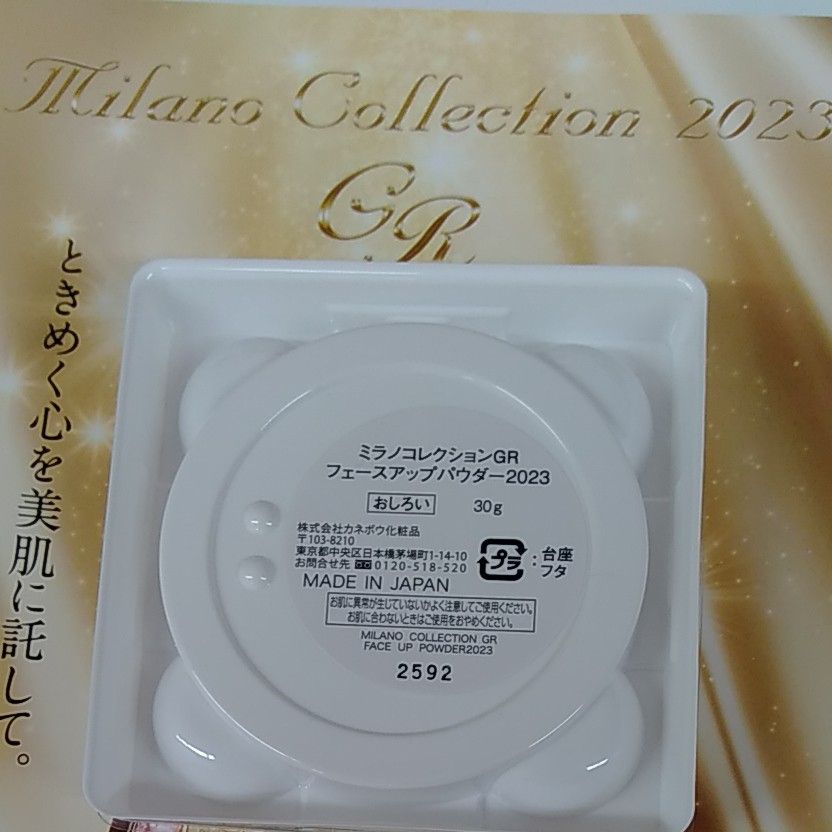 Milano Collection 2023
GR
ときめく心を美肌に託して。
ミラノコレクションGR
フェースアップパウダー2023
おしろい 30g
株式会社カネボウ化粧品
〒103-8210
東京都中央区日本橋茅場町1-14-10
お問合せ先 0120-518-520
プラ : 台座
フタ
MADE IN JAPAN
お肌に異常が生じていないかよく注意してご使用ください。
お肌に合わないときはご使用をおやめください。
MILANO COLLECTION GR
FACE UP POWDER2023
2592